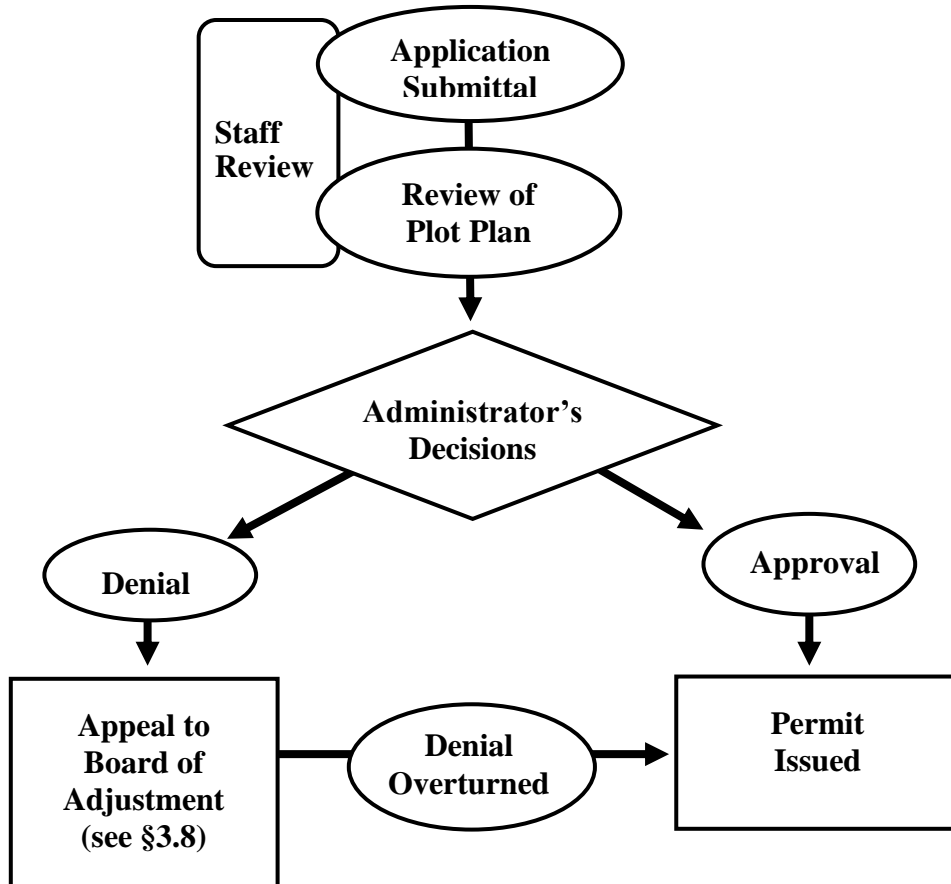 Application
Submittal
Staff
Review
Review of
Plot Plan
Administrator’s
Decisions
Denial
Approval
Appeal to
Board of
Adjustment
(see §3.8)
Denial
Overturned
Permit
Issued